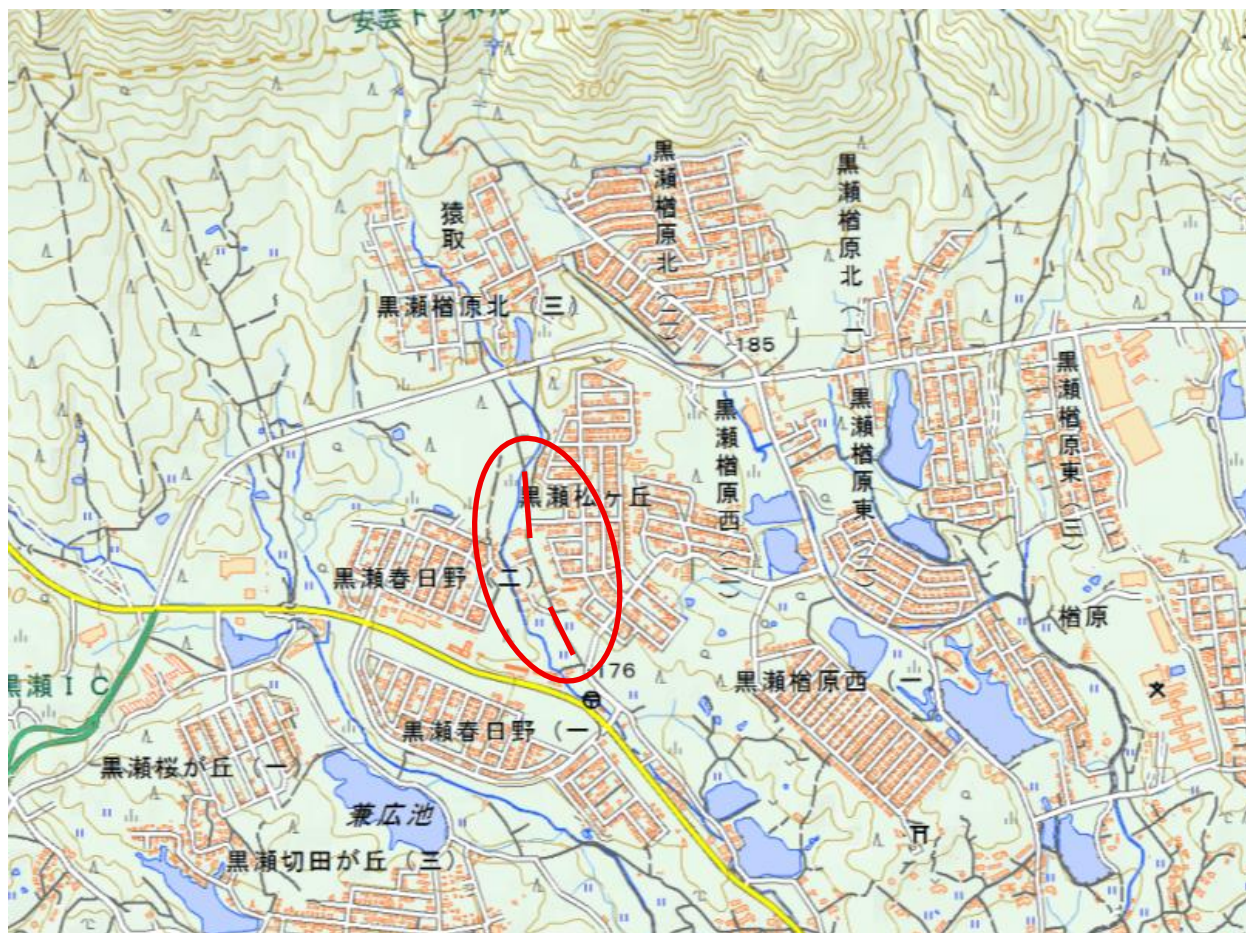 安芸トンネル
300
黒瀬楢原北(二)
黒瀬楢原北(一)
猿取
黒瀬楢原北(三)
185
黒瀬楢原東(三)
黒瀬楢原西(二)
黒瀬楢原東(一)
黒瀬松ヶ丘
黒瀬春日野(二)
楢原
176
黒瀬IC
黒瀬楢原西(一)
黒瀬春日野(一)
黒瀬桜が丘(一)
兼広池
黒瀬切田が丘(三)